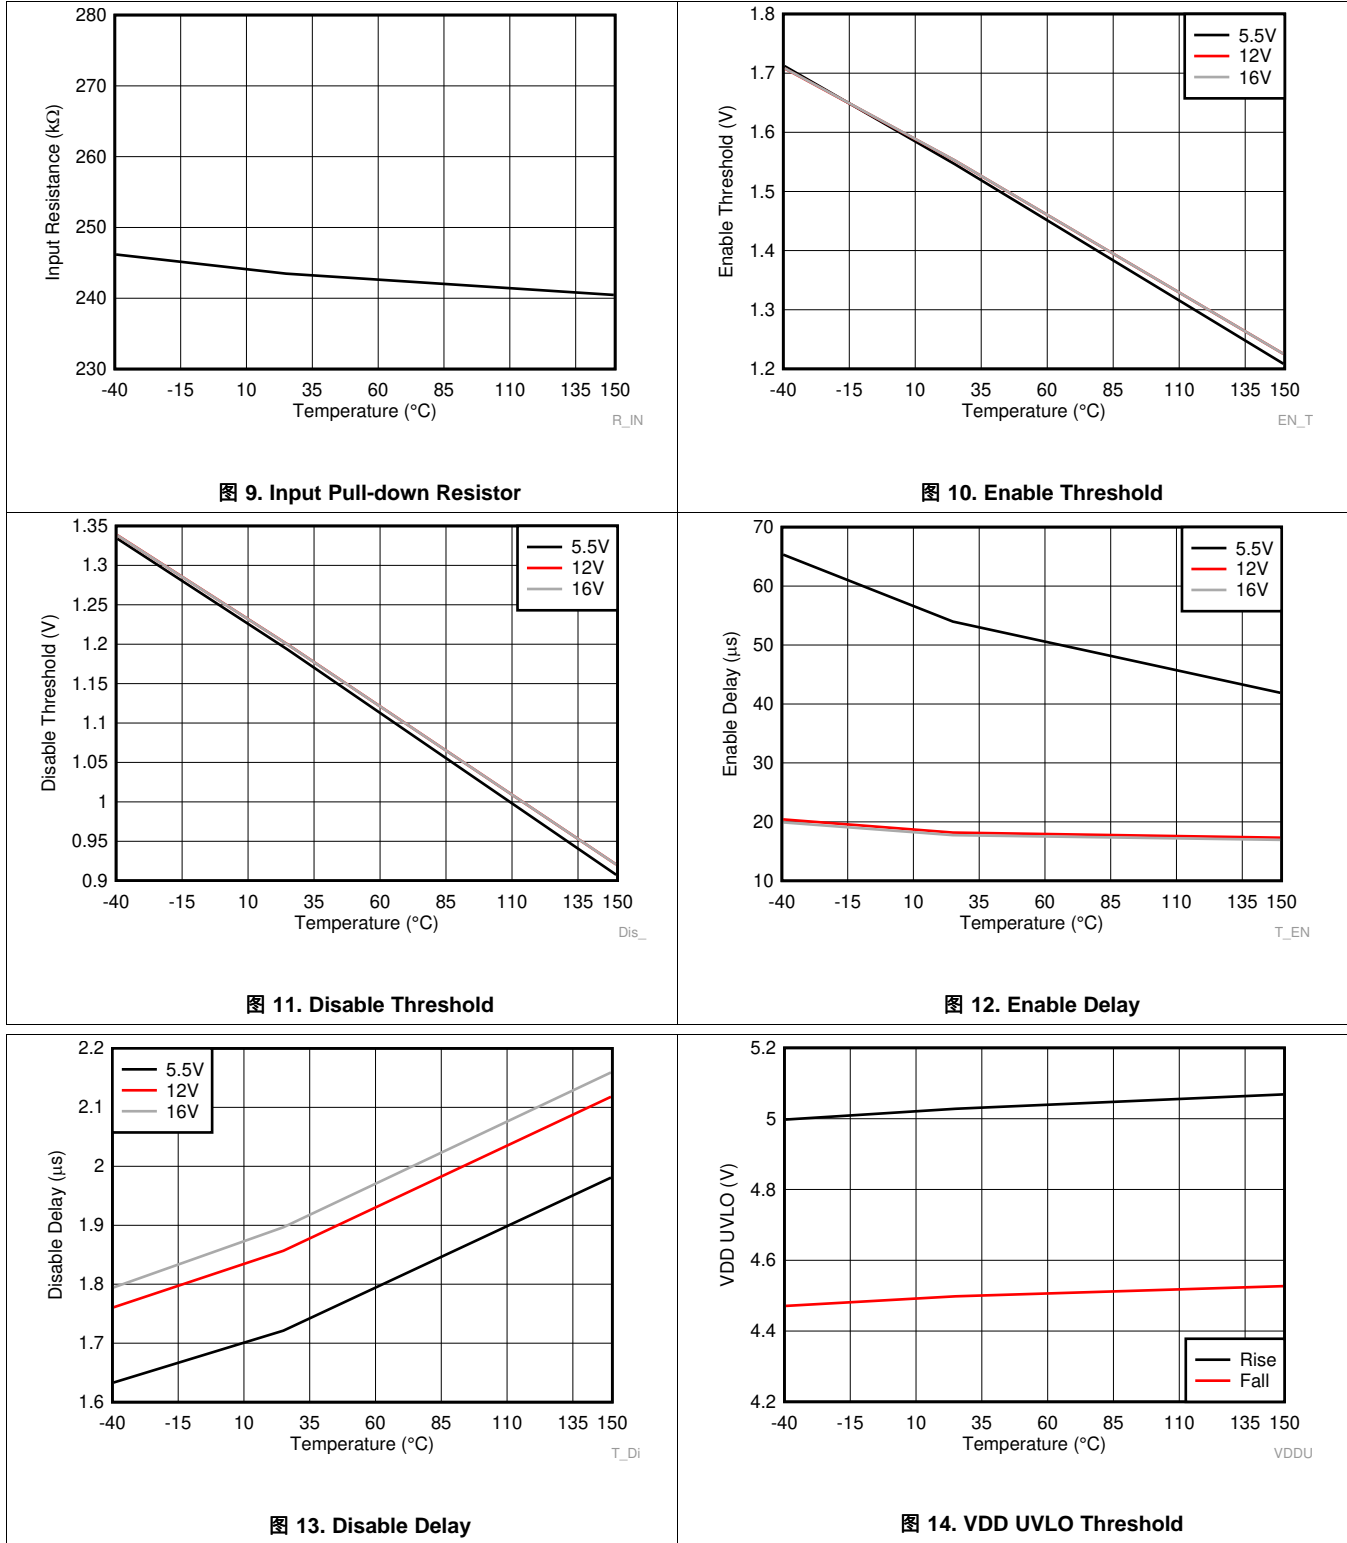 280
270
260
250
240
230
Input Resistance (kΩ)
-40 -15 10 35 60 85 110 135 150
Temperature (°C)
R_IN
图 9. Input Pull-down Resistor
1.8
1.7
1.6
1.5
1.4
1.3
1.2
Enable Threshold (V)
5.5V
12V
16V
-40 -15 10 35 60 85 110 135 150
Temperature (°C)
EN_T
图 10. Enable Threshold
1.35
1.3
1.25
1.2
1.15
1.1
1.05
1
0.95
0.9
Disable Threshold (V)
5.5V
12V
16V
-40 -15 10 35 60 85 110 135 150
Temperature (°C)
Dis_
图 11. Disable Threshold
70
60
50
40
30
20
10
Enable Delay (μs)
5.5V
12V
16V
-40 -15 10 35 60 85 110 135 150
Temperature (°C)
T_EN
图 12. Enable Delay
2.2
2.1
2
1.9
1.8
1.7
1.6
Disable Delay (μs)
5.5V
12V
16V
-40 -15 10 35 60 85 110 135 150
Temperature (°C)
T_Di
图 13. Disable Delay
5.2
5
4.8
4.6
4.4
4.2
VDD UVLO (V)
Rise
Fall
-40 -15 10 35 60 85 110 135 150
Temperature (°C)
VDDU
图 14. VDD UVLO Threshold